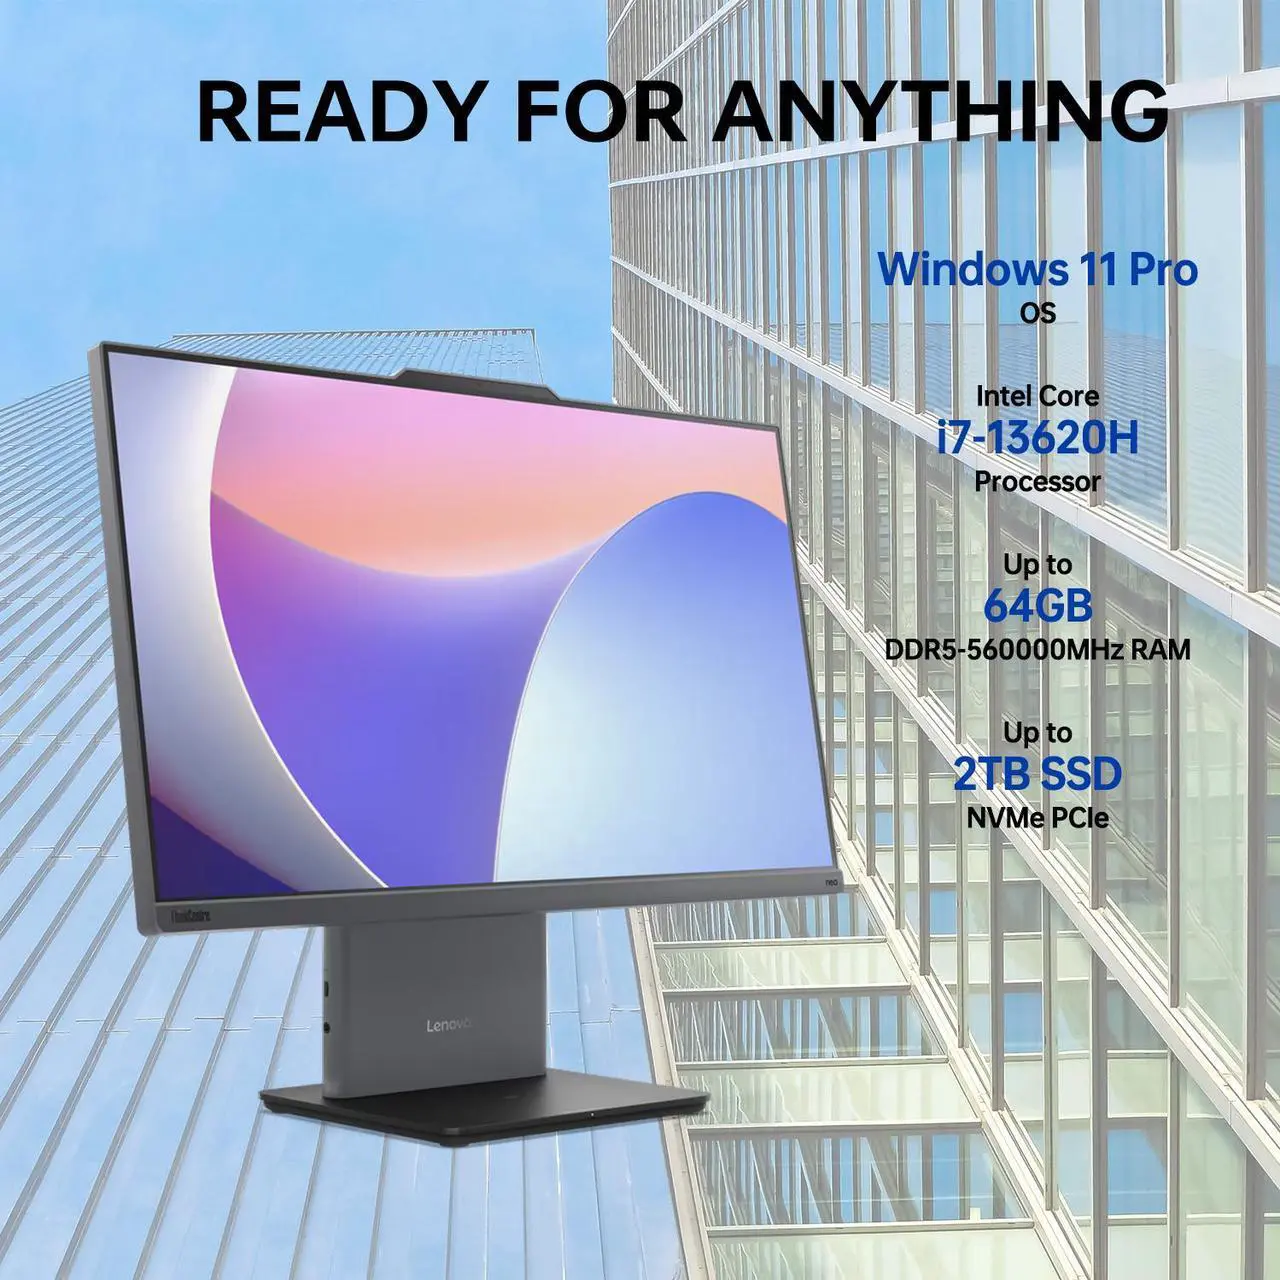 READY FOR ANYTHING
Windows 11 Pro
OS
Intel Core
i7-13620H
Processor
Up to
64GB
DDR5-560000MHz RAM
Up to
2TB SSD
NVMe PCIe
ThinkCentre
neo
Lenovo